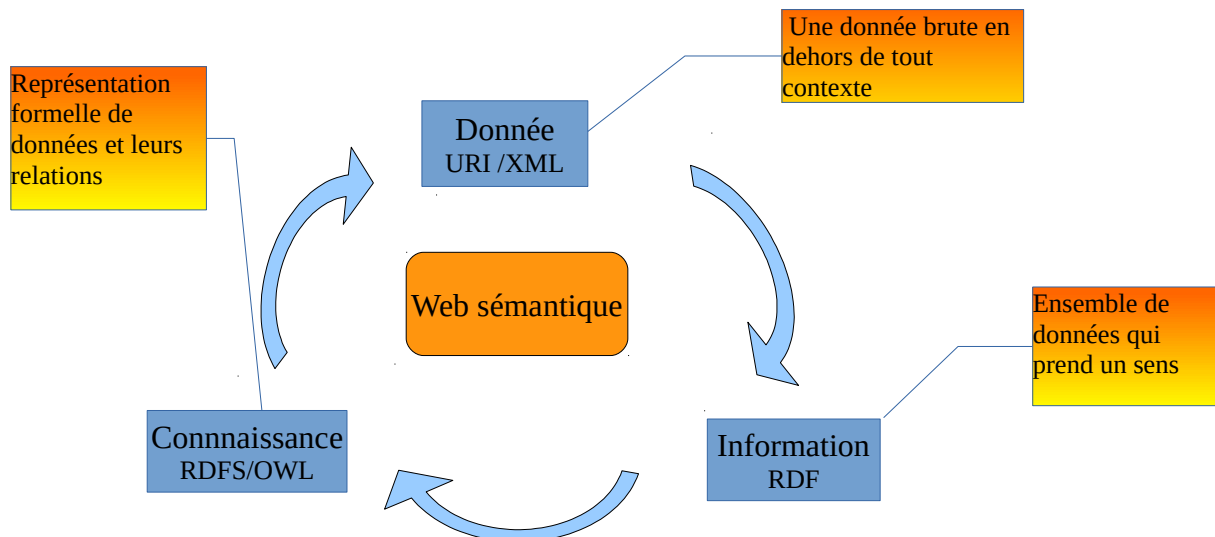 Une donnée brute en
dehors de tout
contexte
Représentation
formelle de
données et leurs
relations
Donnée
URI /XML
Web sémantique
Ensemble de
données qui
prend un sens
Connnaissance
RDFS/OWL
Information
RDF